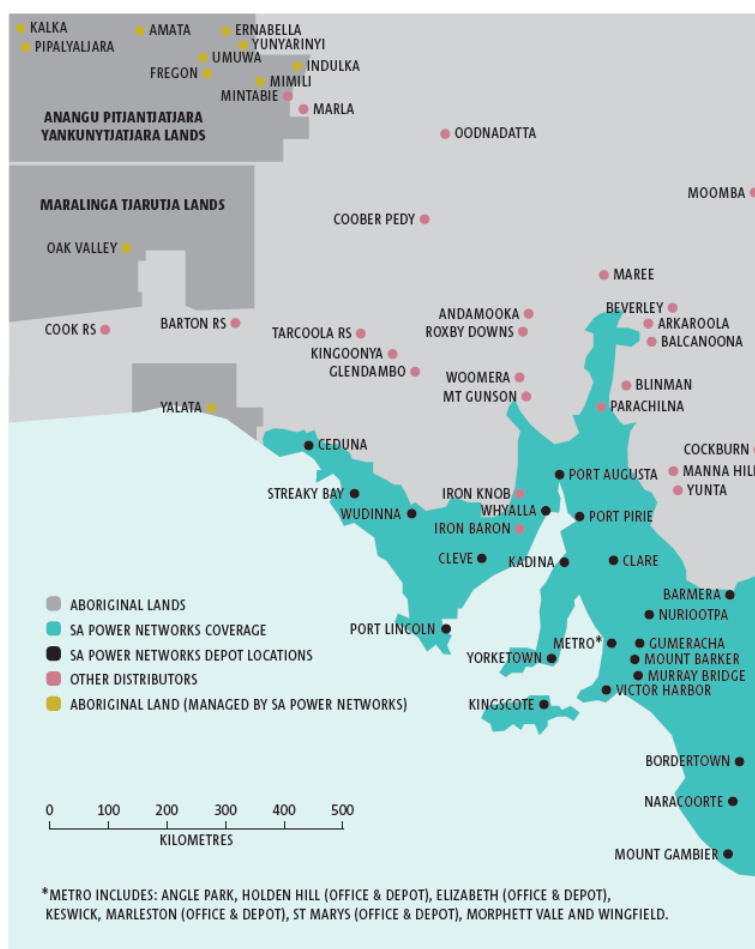 KALKA
AMATA
ERNABELLA
YUNYARINYI
PIPALYALJARA
UMUWA
INDULKA
FREGON
MIMILI
MINTABIE
MARLA
ANANGU PITJANTJATJARA
YANKUNYTJATJARA LANDS
OODNADATTA
MOOMBA
MARALINGA TJARUTJA LANDS
COOBER PEDY
OAK VALLEY
MAREE
BEVERLEY
ANDAMOOKA
ARKAROOLA
BARTON RS
COOK RS
TARCOOLA RS
ROXBY DOWNS
BALCANOONA
KINGOONYA
GLENDAMBO
WOOMERA
BLINMAN
MT GUNSON
YALATA
PARACHILNA
CEDUNA
COCKBURN
PORT AUGUSTA
MANNA HILL
STREAKY BAY
IRON KNOB
YUNTA
WUDINNA
WHYALLA
PORT PIRIE
IRON BARON
CLEVE
KADINA
CLARE
BARMERA
ABORIGINAL LANDS
NURIOOTPA
SA POWER NETWORKS COVERAGE
PORT LINCOLN
METRO*
GUMERACHA
SA POWER NETWORKS DEPOT LOCATIONS
YORKETOWN
MOUNT BARKER
OTHER DISTRIBUTORS
MURRAY BRIDGE
VICTOR HARBOR
ABORIGINAL LAND (MANAGED BY SA POWER NETWORKS)
KINGSCOTE
BORDERTOWN
NARACOORTE
0 100 200 300 400 500
KILOMETRES
MOUNT GAMBIER
*METRO INCLUDES: ANGLE PARK, HOLDEN HILL (OFFICE & DEPOT), ELIZABETH (OFFICE & DEPOT),
KESWICK, MARLESTON (OFFICE & DEPOT), ST MARYS (OFFICE & DEPOT), MORPHETT VALE AND WINGFIELD.